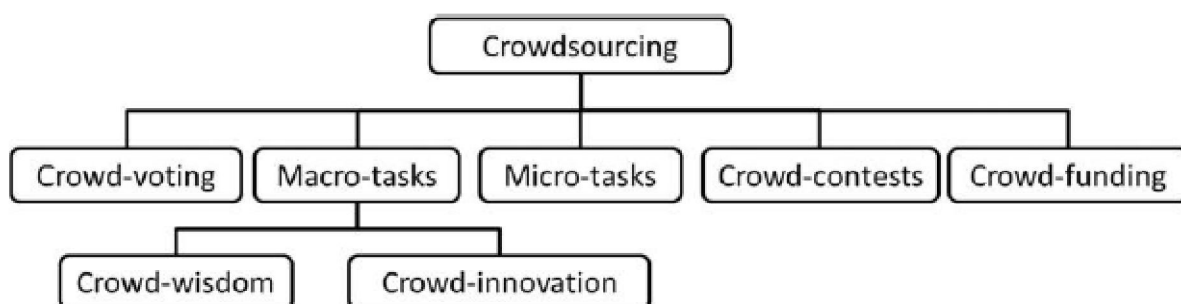 Crowdsourcing
Crowd-voting
Macro-tasks
Micro-tasks
Crowd-contests
Crowd-funding
Crowd-wisdom
Crowd-innovation